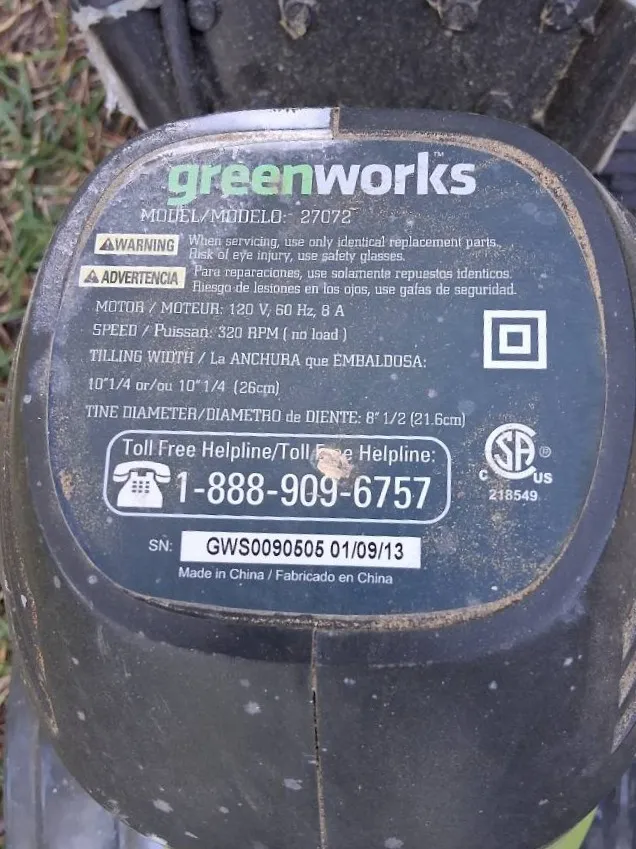 greenworks™
MODEL/MODELO: 27072
WARNING When servicing, use only identical replacement parts.
Risk of eye injury, use safety glasses.
ADVERTENCIA Para reparaciones, use solamente repuestos identicos.
Riesgo de lesiones en los ojos, use gafas de seguridad.
MOTOR / MOTEUR: 120 V, 60 Hz, 8 A
SPEED / Puissan: 320 RPM ( no load )
TILLING WIDTH / La ANCHURA que EMBALDOSA:
10"1/4 or/ou 10"1/4 (26cm)
TINE DIAMETER/DIAMETRO de DIENTE: 8" 1/2 (21.6cm)
Toll Free Helpline/Toll Free Helpline:
1-888-909-6757
CSA®
C US
218549
SN: GWS0090505 01/09/13
Made in China / Fabricado en China